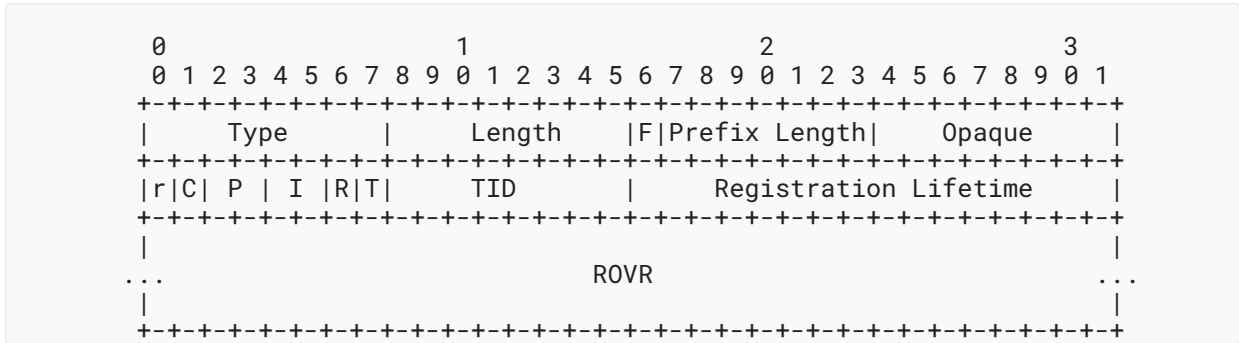 0                   1                   2                   3
 0 1 2 3 4 5 6 7 8 9 0 1 2 3 4 5 6 7 8 9 0 1 2 3 4 5 6 7 8 9 0 1
+-+-+-+-+-+-+-+-+-+-+-+-+-+-+-+-+-+-+-+-+-+-+-+-+-+-+-+-+-+-+-+-+
|     Type      |     Length    |F|Prefix Length|    Opaque     |
+-+-+-+-+-+-+-+-+-+-+-+-+-+-+-+-+-+-+-+-+-+-+-+-+-+-+-+-+-+-+-+-+
|r|C| P | I |R|T|     TID       |     Registration Lifetime     |
+-+-+-+-+-+-+-+-+-+-+-+-+-+-+-+-+-+-+-+-+-+-+-+-+-+-+-+-+-+-+-+-+
|                                                               |
...                            ROVR                             ...
|                                                               |
+-+-+-+-+-+-+-+-+-+-+-+-+-+-+-+-+-+-+-+-+-+-+-+-+-+-+-+-+-+-+-+-+